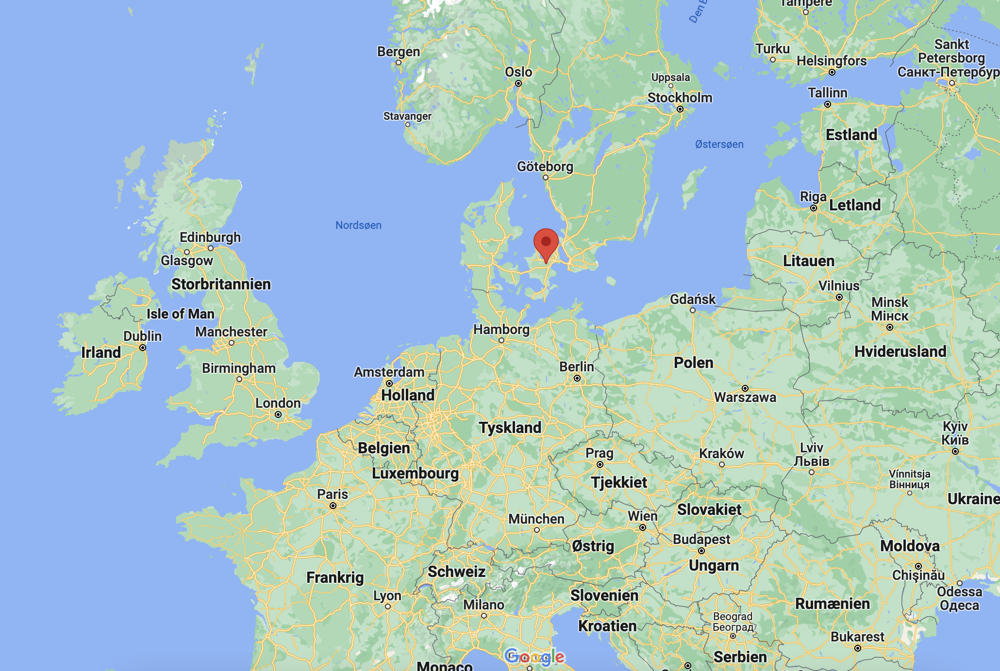 Tampere
Bergen
Oslo
Uppsala
Stockholm
Turku
Helsingfors
Sankt
Petersborg
Санкт-Петербур
Tallinn
Stavanger
Estland
Østersøen
Göteborg
Riga
Letland
Nordsøen
Edinburgh
Glasgow
Storbritannien
Litauen
Vilnius
Gdańsk
Minsk
Мінск
Isle of Man
Manchester
Dublin
Irland
Hamborg
Hviderusland
Birmingham
Amsterdam
Holland
Berlin
Polen
Warszawa
London
Tyskland
Belgien
Luxembourg
Prag
Kraków
Lviv
Львів
Kyiv
Київ
Tjekkiet
Vínnitsja
Вінниця
Ukraine
Paris
München
Wien
Slovakiet
Budapest
Ungarn
Østrig
Moldova
Chișinău
Schweiz
Frankrig
Lyon
Milano
Slovenien
Kroatien
Rumænien
Odessa
Одеса
Beograd
Београд
Bukarest
Serbien
Monaco
Google